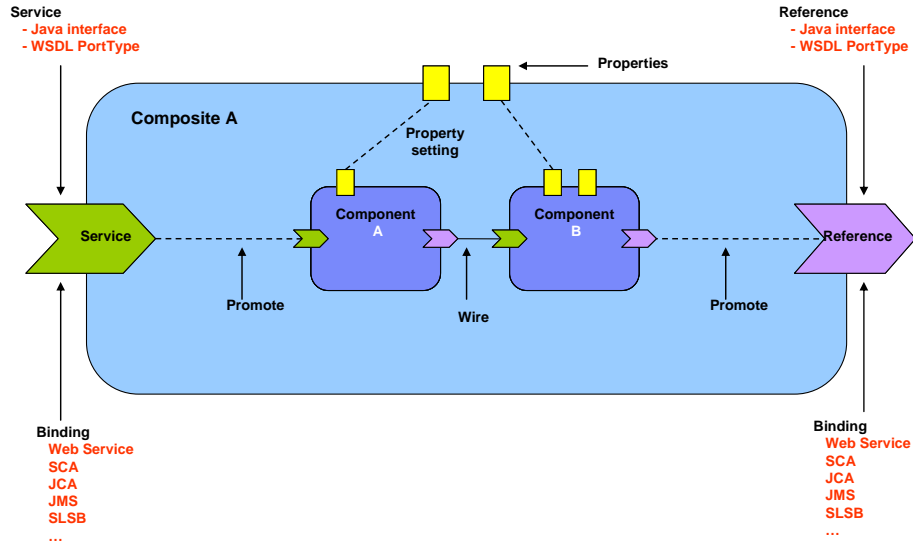 Service
- Java interface
- WSDL PortType
Reference
- Java interface
- WSDL PortType
Properties
Composite A
Property
setting
Component
A
Component
B
Service
Reference
Promote
Wire
Promote
Binding
Web Service
SCA
JCA
JMS
SLSB
...
Binding
Web Service
SCA
JCA
JMS
SLSB
...